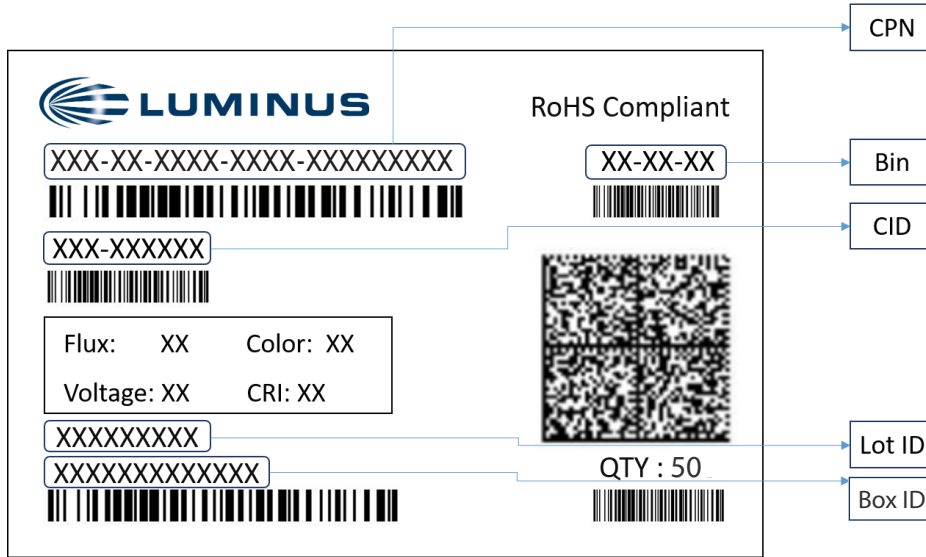 CPN
LUMINUS
RoHS Compliant
XXX-XX-XXXX-XXXX-XXXXXXXXX
XX-XX-XX
Bin
XXX-XXXXXX
CID
Flux: XX Color: XX
Voltage: XX CRI: XX
XXXXXXXXX
Lot ID
XXXXXXXXXXXXX
QTY : 50
Box ID